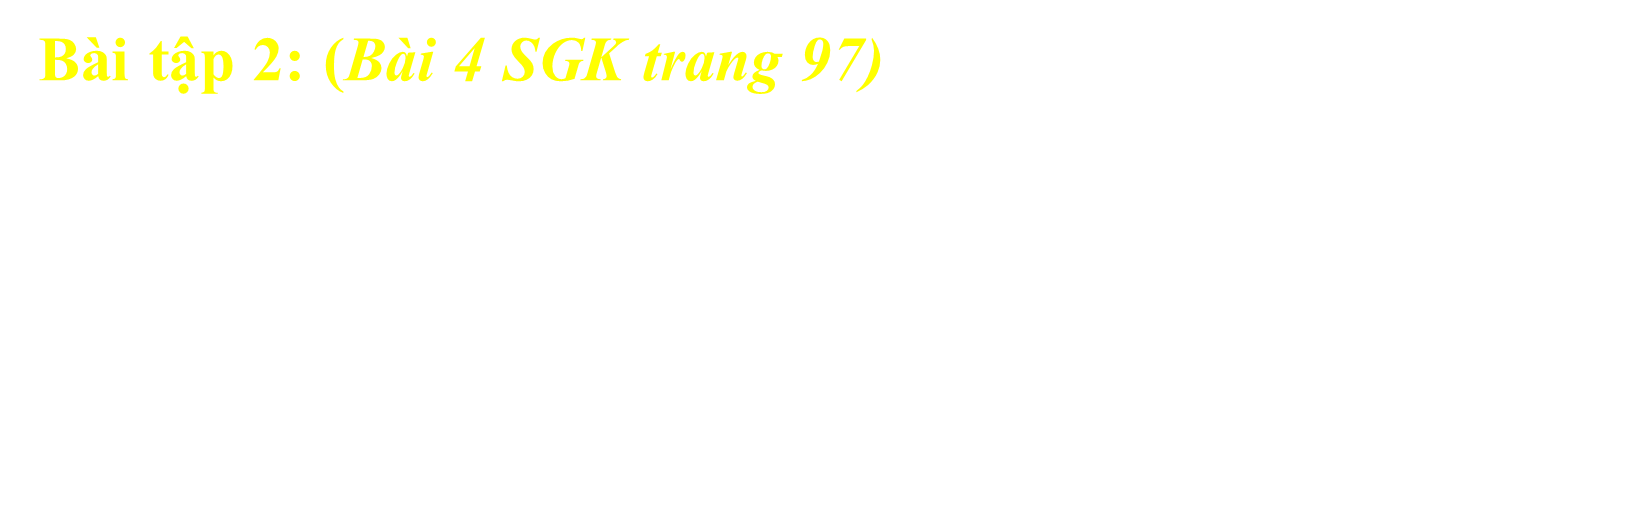 Bài tập 2: (Bài 4 SGK trang 97)